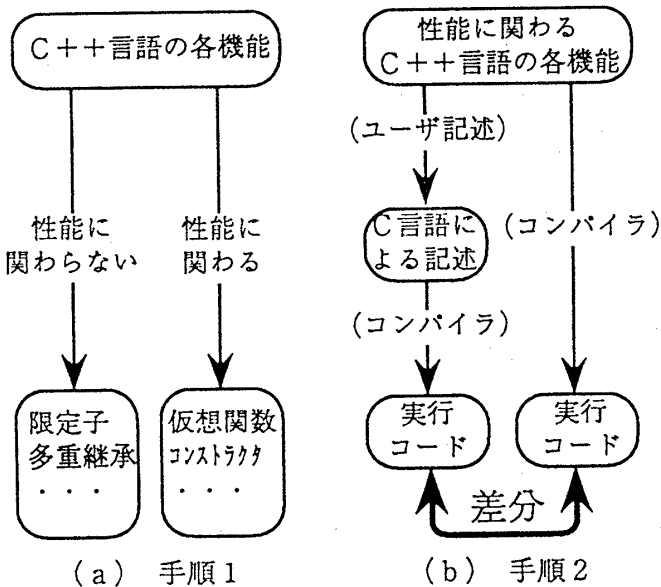 C++言語の各機能
性能に
関わらない
性能に
関わる
限定子
多重継承
・・・
仮想関数
コンストラクタ
・・・
(a) 手順1
性能に関わる
C++言語の各機能
(ユーザ記述)
C言語に
よる記述
(コンパイラ)
(コンパイラ)
実行
コード
実行
コード
差分
(b) 手順2